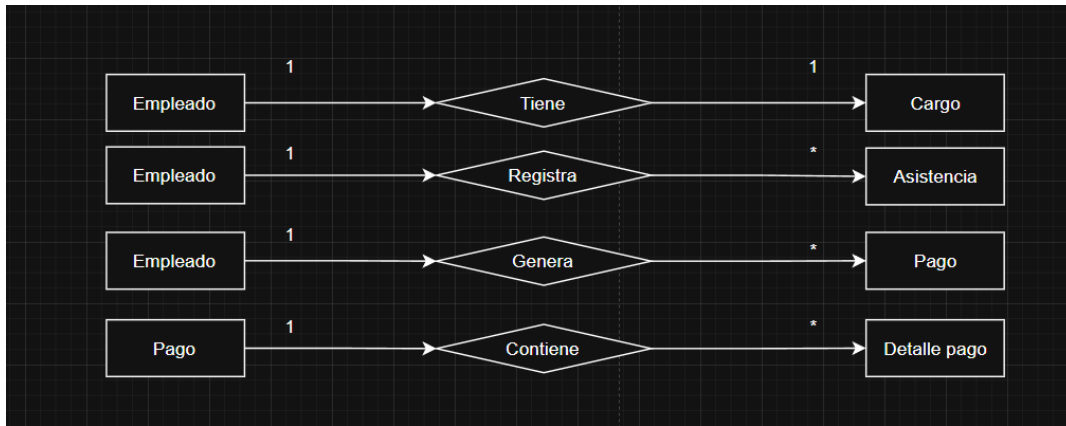 1 1
Empleado Tiene Cargo
1 *
Empleado Registra Asistencia
1 *
Empleado Genera Pago
1 *
Pago Contiene Detalle pago